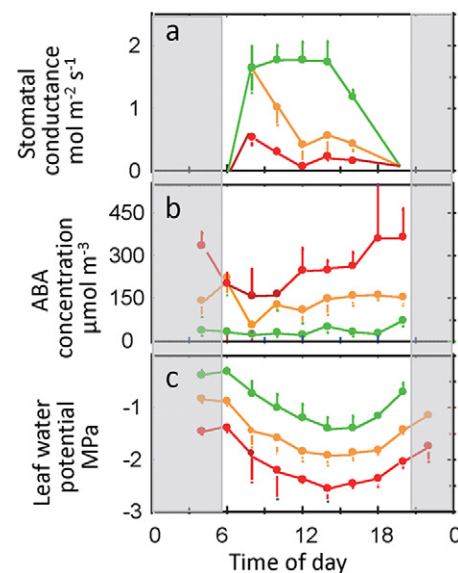 a
Stomatal
conductance
mol m⁻² s⁻¹
2
1
0
b
ABA
concentration
µmol m⁻³
450
300
150
0
c
Leaf water
potential
MPa
-1
-2
-3
0 6 12 18 0
Time of day